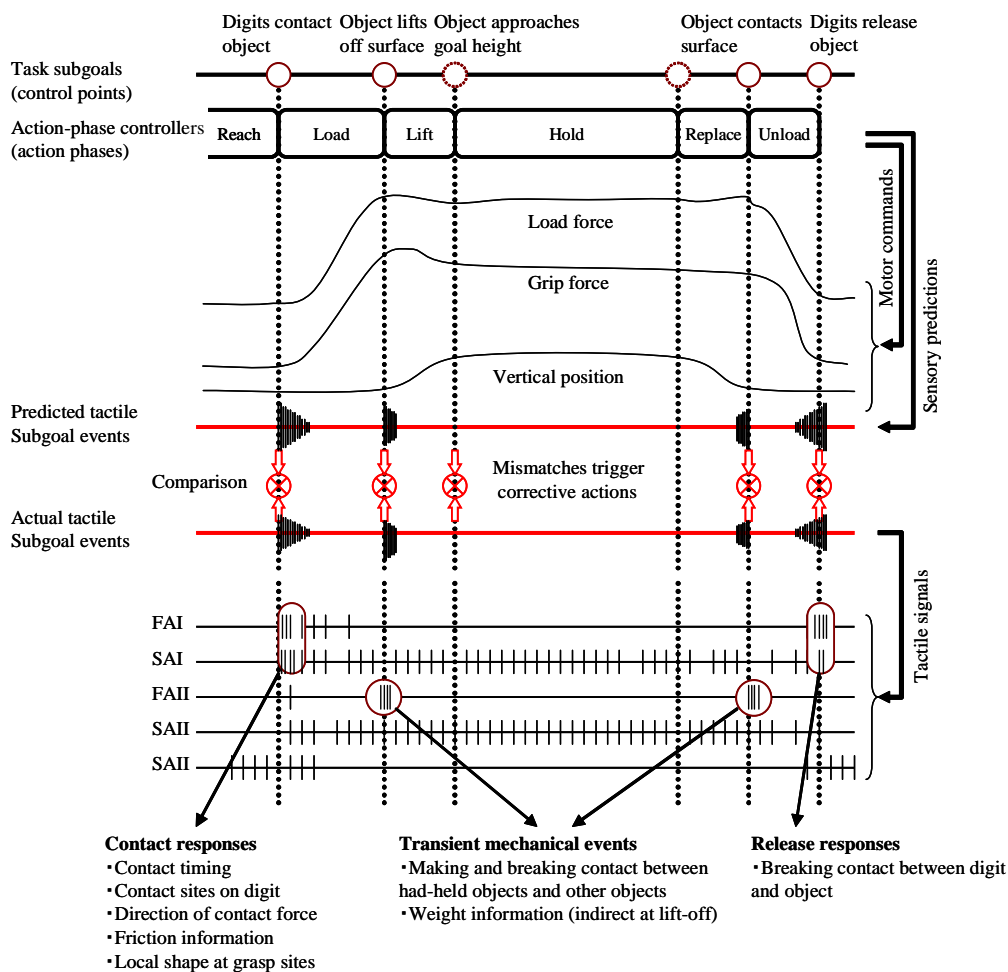 Digits contact
object
Object lifts
off surface
Object approaches
goal height
Object contacts
surface
Digits release
object
Task subgoals
(control points)
Action-phase controllers
(action phases)
Reach
Load
Lift
Hold
Replace
Unload
Load force
Grip force
Vertical position
Motor commands
Sensory predictions
Predicted tactile
Subgoal events
Comparison
Mismatches trigger
corrective actions
Actual tactile
Subgoal events
Tactile signals
FAI
SAI
FAII
SAII
SAII
Contact responses
・Contact timing
・Contact sites on digit
・Direction of contact force
・Friction information
・Local shape at grasp sites
Transient mechanical events
・Making and breaking contact between
had-held objects and other objects
・Weight information (indirect at lift-off)
Release responses
・Breaking contact between digit
and object